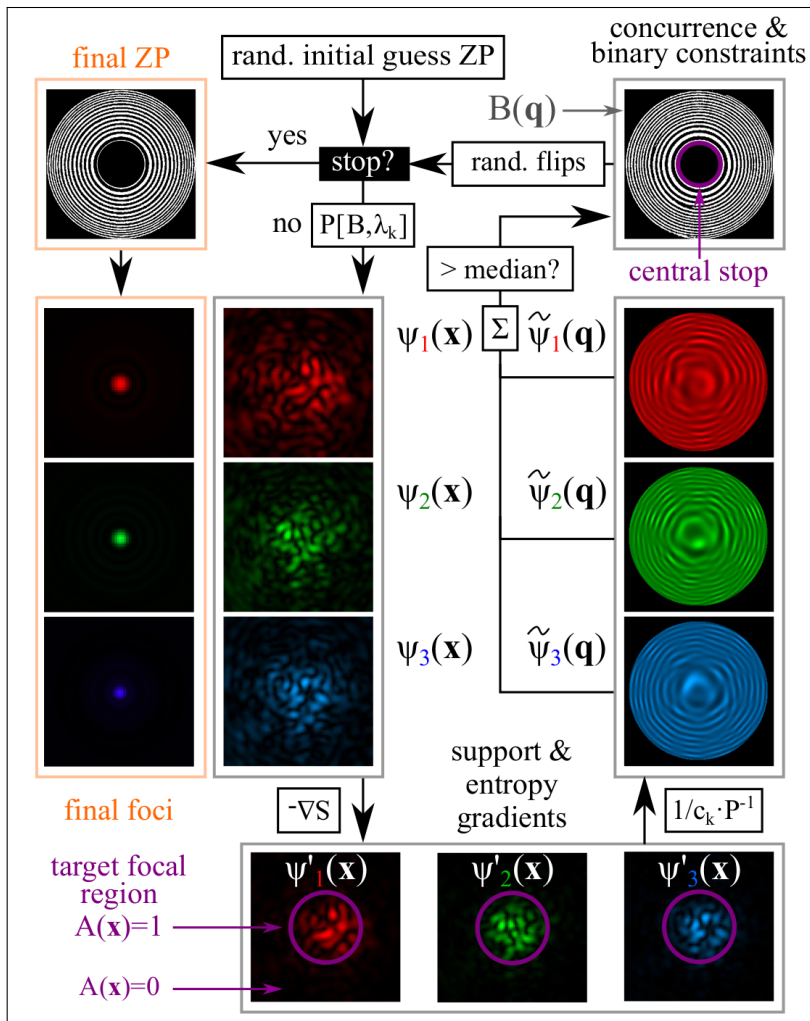 final ZP
rand. initial guess ZP
concurrence &
binary constraints
B(q)
yes
stop?
rand. flips
no
P[B,λₖ]
> median?
central stop
Σ
ψ₁(x)
ψ̃₁(q)
ψ₂(x)
ψ̃₂(q)
ψ₃(x)
ψ̃₃(q)
final foci
-∇S
support &
entropy
gradients
1/cₖ·P⁻¹
target focal
region
A(x)=1
A(x)=0
ψ'₁(x)
ψ'₂(x)
ψ'₃(x)